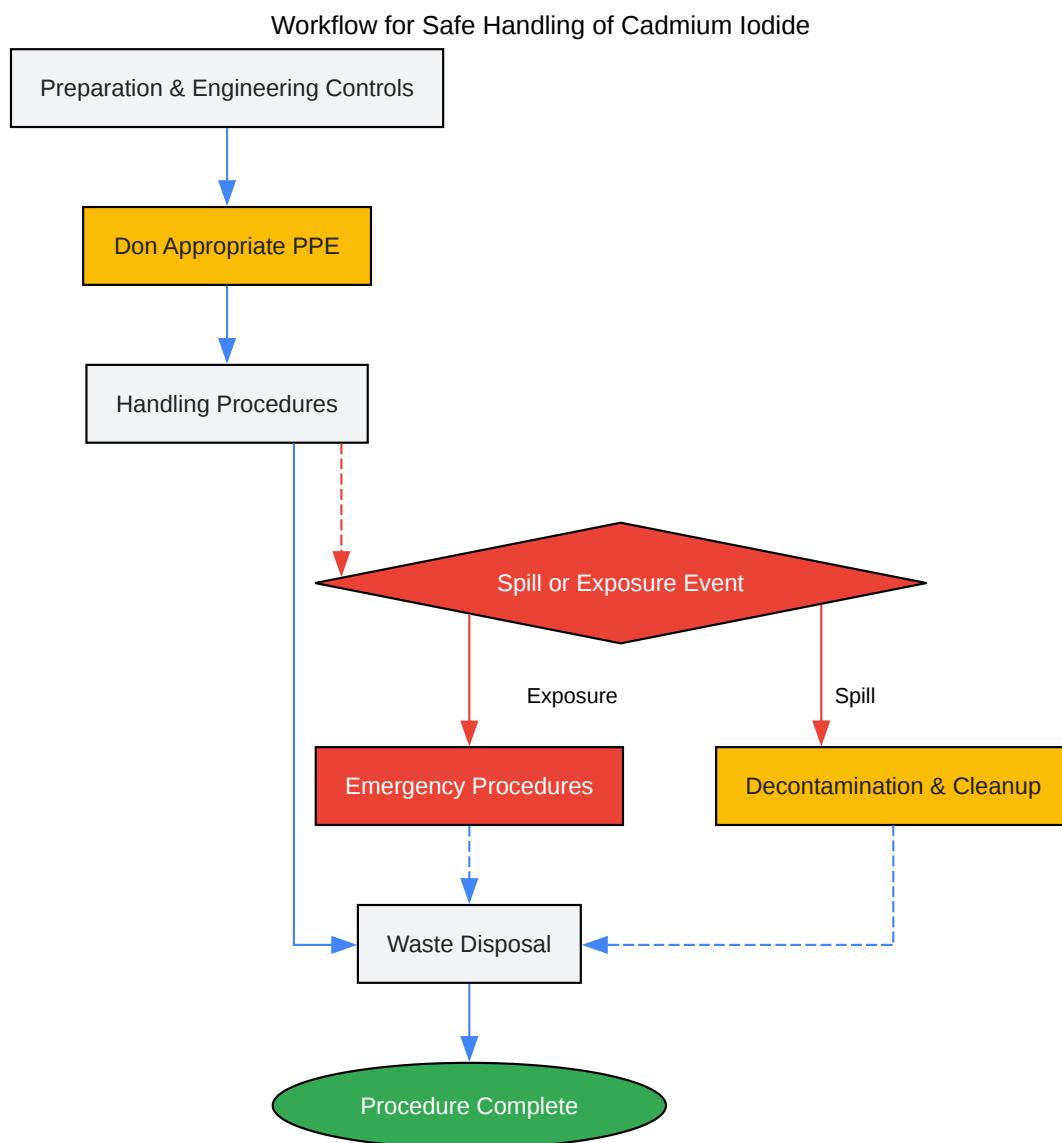 Workflow for Safe Handling of Cadmium Iodide
Preparation & Engineering Controls
Don Appropriate PPE
Handling Procedures
Spill or Exposure Event
Exposure
Spill
Emergency Procedures
Decontamination & Cleanup
Waste Disposal
Procedure Complete